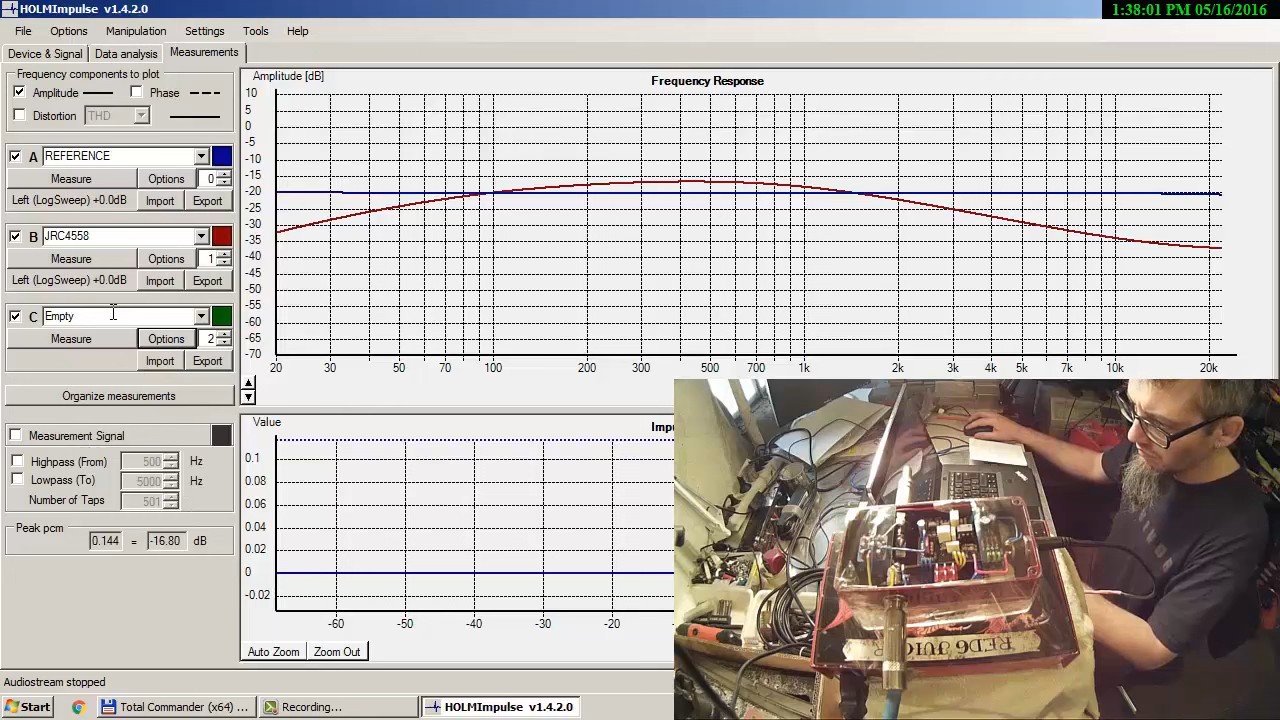 HOLMImpulse v1.4.2.0
1:38:01 PM 05/16/2016
File Options Manipulation Settings Tools Help
Device & Signal Data analysis Measurements
Frequency components to plot
Amplitude Phase
Distortion THD
A REFERENCE
Measure Options 0
Left (LogSweep) +0.0dB Import Export
B JRC4558
Measure Options 1
Left (LogSweep) +0.0dB Import Export
C Empty
Measure Options 2
Import Export
Organize measurements
Measurement Signal
Highpass (From) 500 Hz
Lowpass (To) 5000 Hz
Number of Taps 501
Peak pcm
0.144 = -16.80 dB
Amplitude [dB]
Frequency Response
10
5
0
-5
-10
-15
-20
-25
-30
-35
-40
-45
-50
-55
-60
-65
-70
20 30 50 70 100 200 300 500 700 1k 2k 3k 4k 5k 7k 10k 20k
Value
Impu
0.1
0.08
0.06
0.04
0.02
0
-0.02
-60 -50 -40 -30 -20
Auto Zoom Zoom Out
Audiostream stopped
Start Total Commander (x64) ... Recording... HOLMImpulse v1.4.2.0